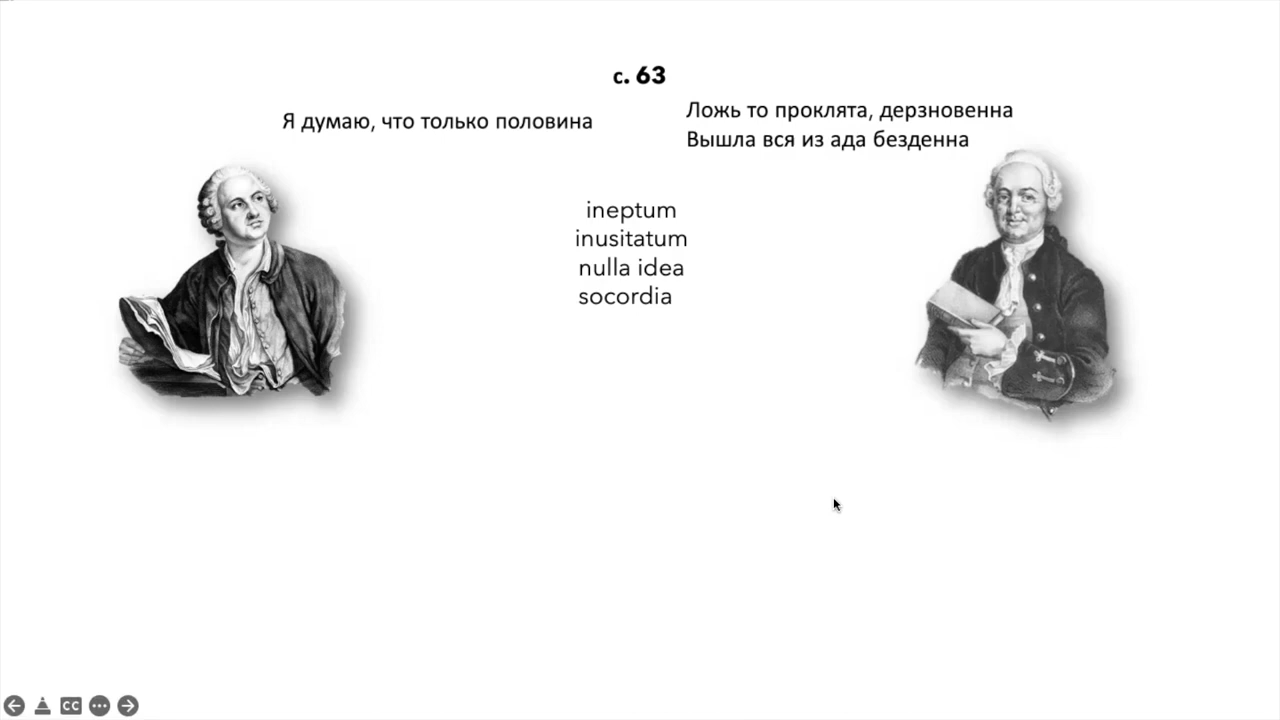 с. 63
Я думаю, что только половина
Ложь то проклята, дерзновенна
Вышла вся из ада безденна
ineptum
inusitatum
nulla idea
socordia
CC